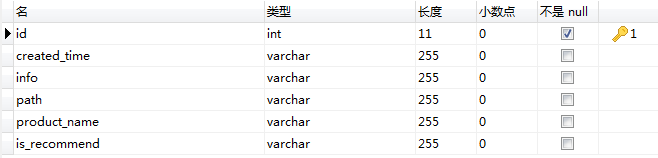 名 类型 长度 小数点 不是 null
id int 11 0 1
created_time varchar 255 0
info varchar 255 0
path varchar 255 0
product_name varchar 255 0
is_recommend varchar 255 0